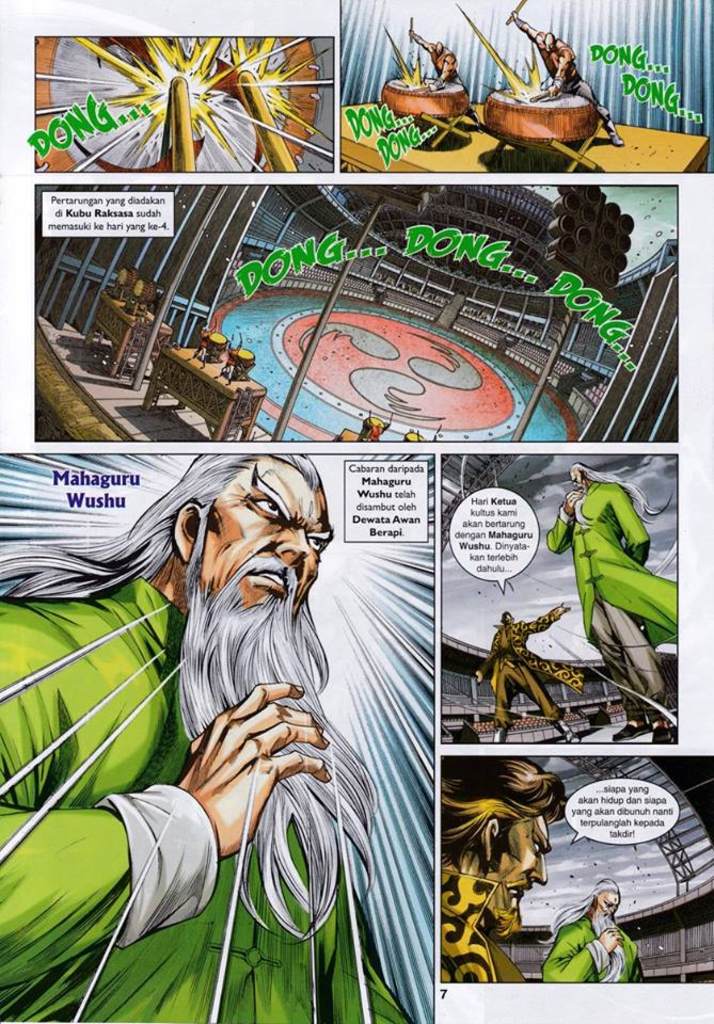 DONG...
DONG...
DONG...
DONG...
DONG...
Pertarungan yang diadakan
di Kubu Raksasa sudah
memasuki ke hari yang ke-4.
DONG...
DONG...
DONG...
Mahaguru
Wushu
Cabaran daripada
Mahaguru
Wushu telah
disambut oleh
Dewata Awan
Berapi.
Hari Ketua
kultus kami
akan bertarung
dengan Mahaguru
Wushu. Dinyata-
kan terlebih
dahulu...
...siapa yang
akan hidup dan siapa
yang akan dibunuh nanti
terpulanglah kepada
takdir!
7